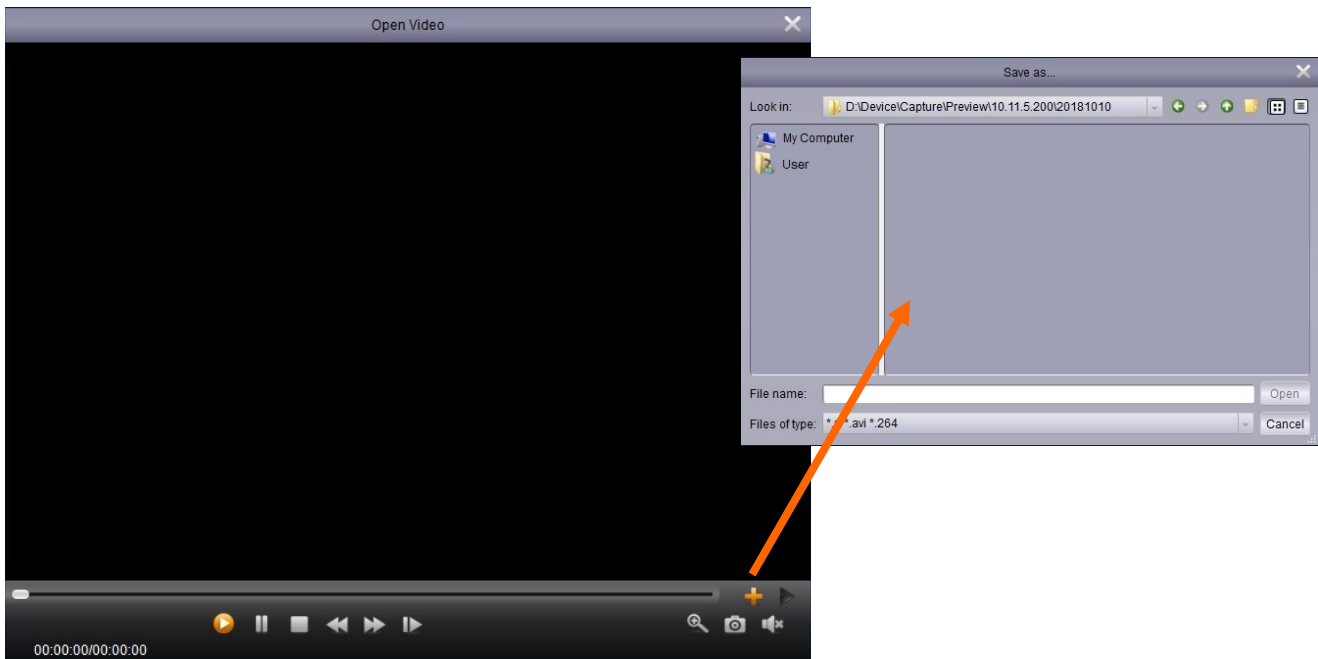 Open Video
Save as...
Look in: D:\Device\Capture\Preview\10.11.5.200\20181010
My Computer
User
File name: Open
Files of type: *.avi *.264 Cancel
00:00:00/00:00:00